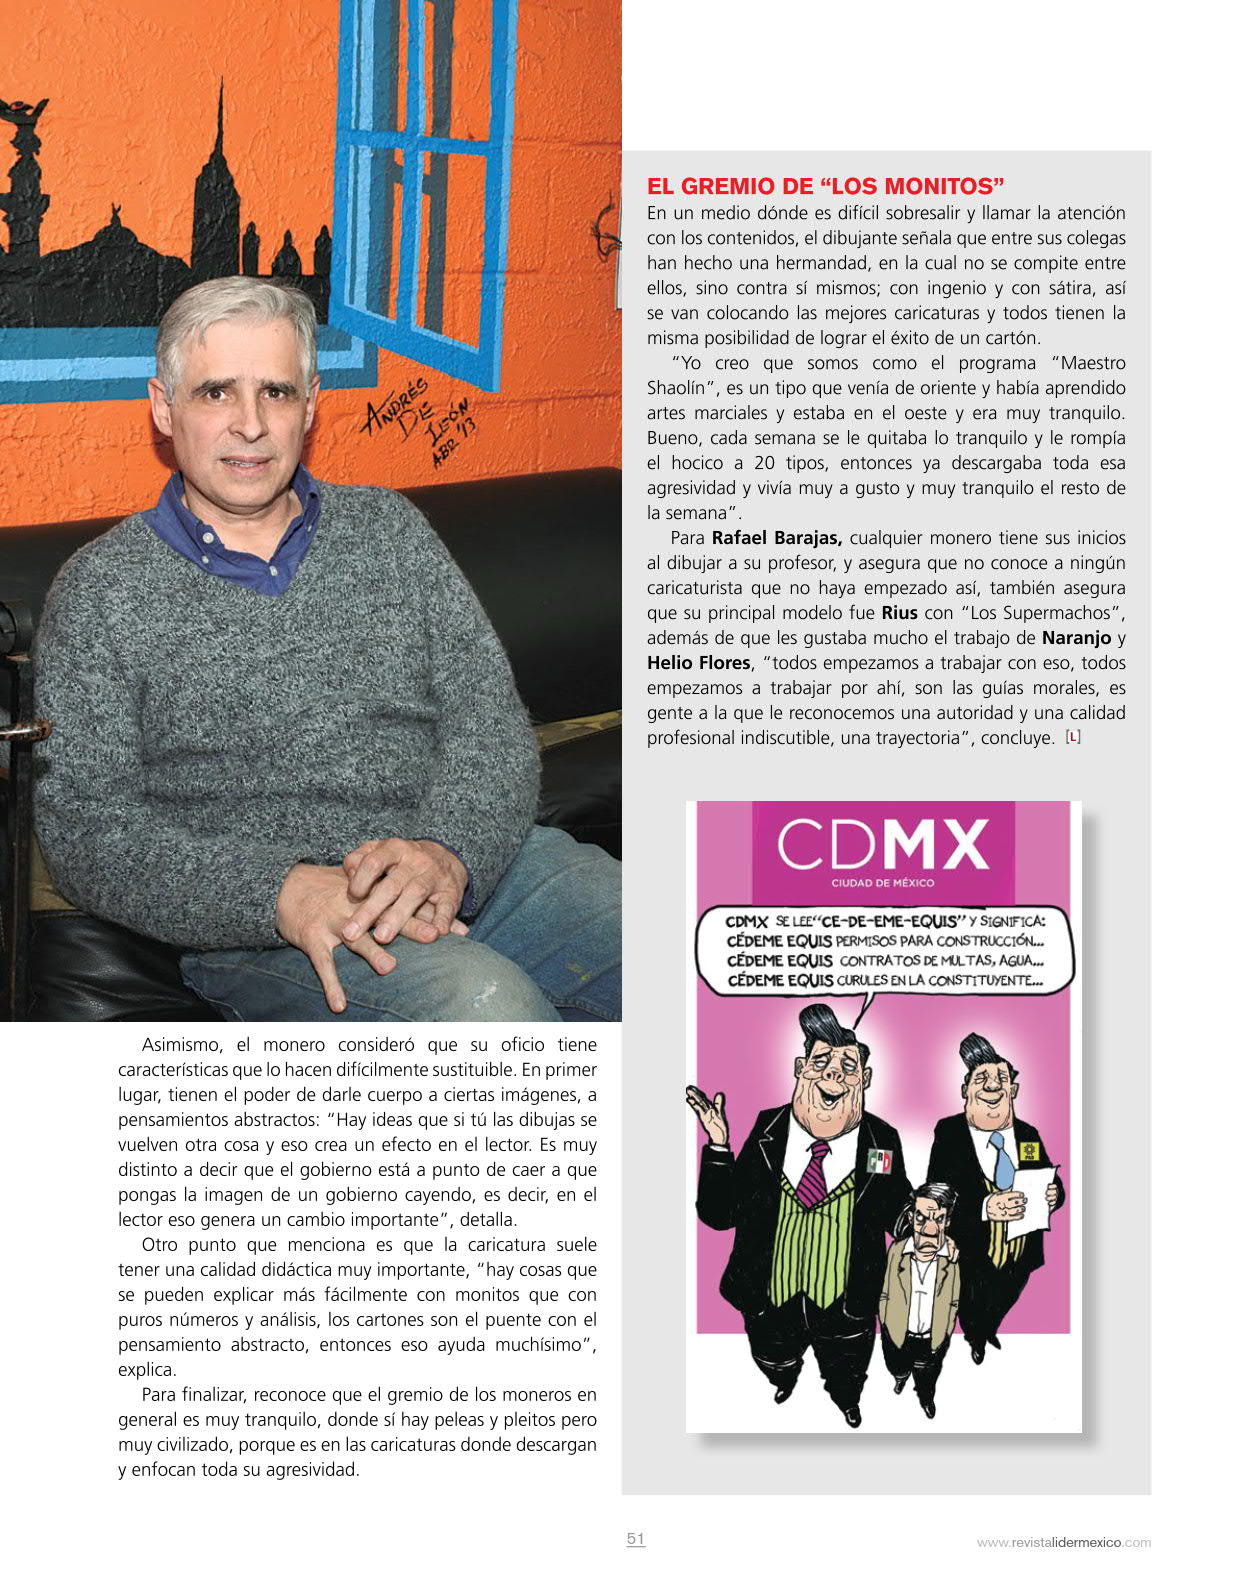 ANDRÉS
DE
LEÓN
ABR '13
Asimismo, el monero consideró que su oficio tiene
características que lo hacen difícilmente sustituible. En primer
lugar, tienen el poder de darle cuerpo a ciertas imágenes, a
pensamientos abstractos: “Hay ideas que si tú las dibujas se
vuelven otra cosa y eso crea un efecto en el lector. Es muy
distinto a decir que el gobierno está a punto de caer a que
pongas la imagen de un gobierno cayendo, es decir, en el
lector eso genera un cambio importante”, detalla.
Otro punto que menciona es que la caricatura suele
tener una calidad didáctica muy importante, “hay cosas que
se pueden explicar más fácilmente con monitos que con
puros números y análisis, los cartones son el puente con el
pensamiento abstracto, entonces eso ayuda muchísimo”,
explica.
Para finalizar, reconoce que el gremio de los moneros en
general es muy tranquilo, donde sí hay peleas y pleitos pero
muy civilizado, porque es en las caricaturas donde descargan
y enfocan toda su agresividad.
EL GREMIO DE “LOS MONITOS”
En un medio dónde es difícil sobresalir y llamar la atención
con los contenidos, el dibujante señala que entre sus colegas
han hecho una hermandad, en la cual no se compite entre
ellos, sino contra sí mismos; con ingenio y con sátira, así
se van colocando las mejores caricaturas y todos tienen la
misma posibilidad de lograr el éxito de un cartón.
“Yo creo que somos como el programa “Maestro
Shaolín”, es un tipo que venía de oriente y había aprendido
artes marciales y estaba en el oeste y era muy tranquilo.
Bueno, cada semana se le quitaba lo tranquilo y le rompía
el hocico a 20 tipos, entonces ya descargaba toda esa
agresividad y vivía muy a gusto y muy tranquilo el resto de
la semana”.
Para Rafael Barajas, cualquier monero tiene sus inicios
al dibujar a su profesor, y asegura que no conoce a ningún
caricaturista que no haya empezado así, también asegura
que su principal modelo fue Rius con “Los Supermachos”,
además de que les gustaba mucho el trabajo de Naranjo y
Helio Flores, “todos empezamos a trabajar con eso, todos
empezamos a trabajar por ahí, son las guías morales, es
gente a la que le reconocemos una autoridad y una calidad
profesional indiscutible, una trayectoria”, concluye. [L]
CDMX
CIUDAD DE MÉXICO
CDMX SE LEE “CE-DE-EME-EQUIS” Y SIGNIFICA:
CÉDEME EQUIS PERMISOS PARA CONSTRUCCIÓN...
CÉDEME EQUIS CONTRATOS DE MULTAS, AGUA...
CÉDEME EQUIS CURULES EN LA CONSTITUYENTE...
PRD
51
www.revistalidermexico.com